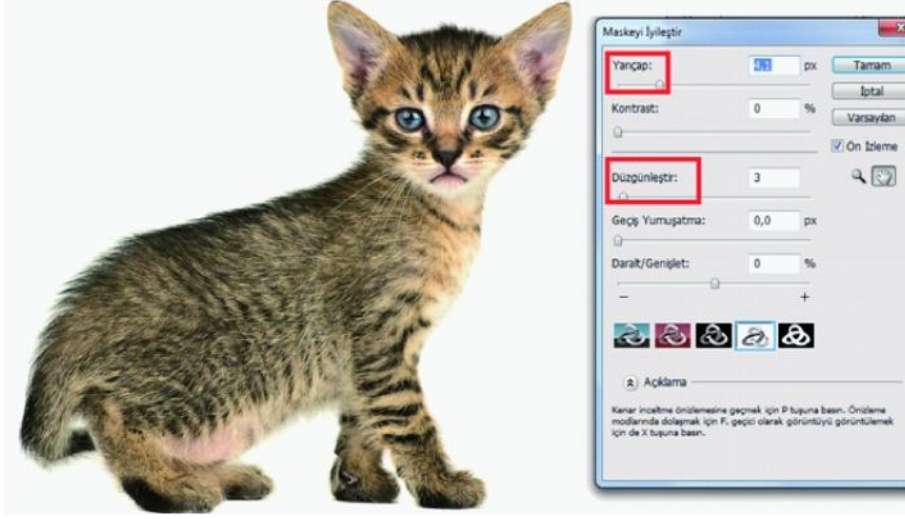 Maskeyi İyileştir
Yarıçap: 4,1 px
Tamam
İptal
Kontrast: 0 %
Varsayılan
Ön İzleme
Düzgünleştir: 3
Geçiş Yumuşatma: 0,0 px
Daralt/Genişlet: 0 %
- +
Açıklama
Kenar inceltme önizlemesine geçmek için P tuşuna basın. Önizleme
modlarında dolaşmak için F, geçici olarak görüntüyü görüntülemek
için de X tuşuna basın.